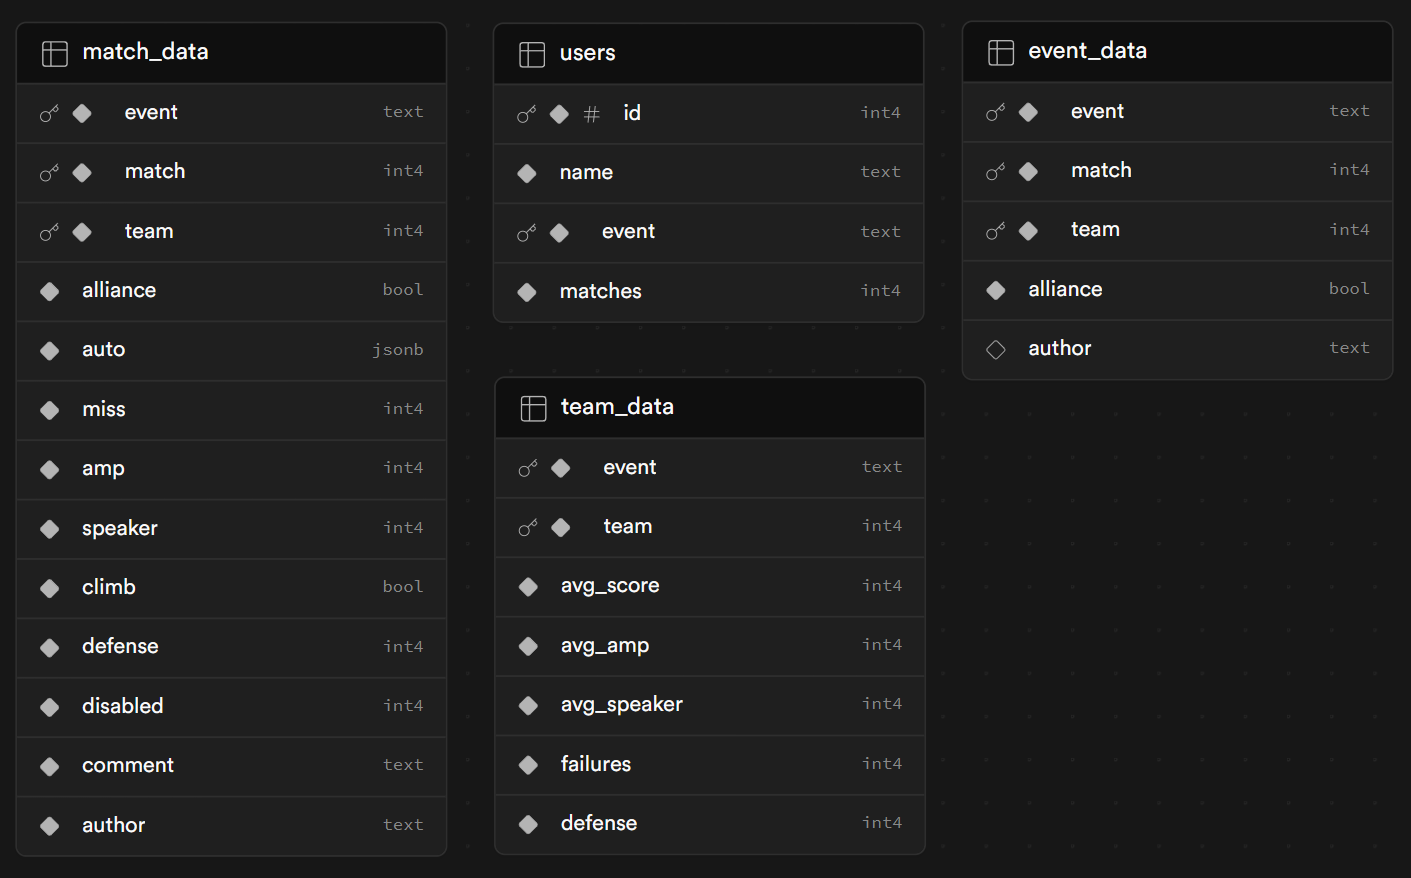 match_data
event text
match int4
team int4
alliance bool
auto jsonb
miss int4
amp int4
speaker int4
climb bool
defense int4
disabled int4
comment text
author text
users
# id int4
name text
event text
matches int4
team_data
event text
team int4
avg_score int4
avg_amp int4
avg_speaker int4
failures int4
defense int4
event_data
event text
match int4
team int4
alliance bool
author text